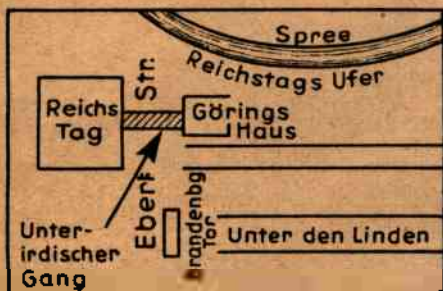 Spree
Reichstags Ufer
Str.
Reichs
Tag
Görings
Haus
Ebert
Brandenbg
Tor
Unter den Linden
Unter-
irdischer
Gang